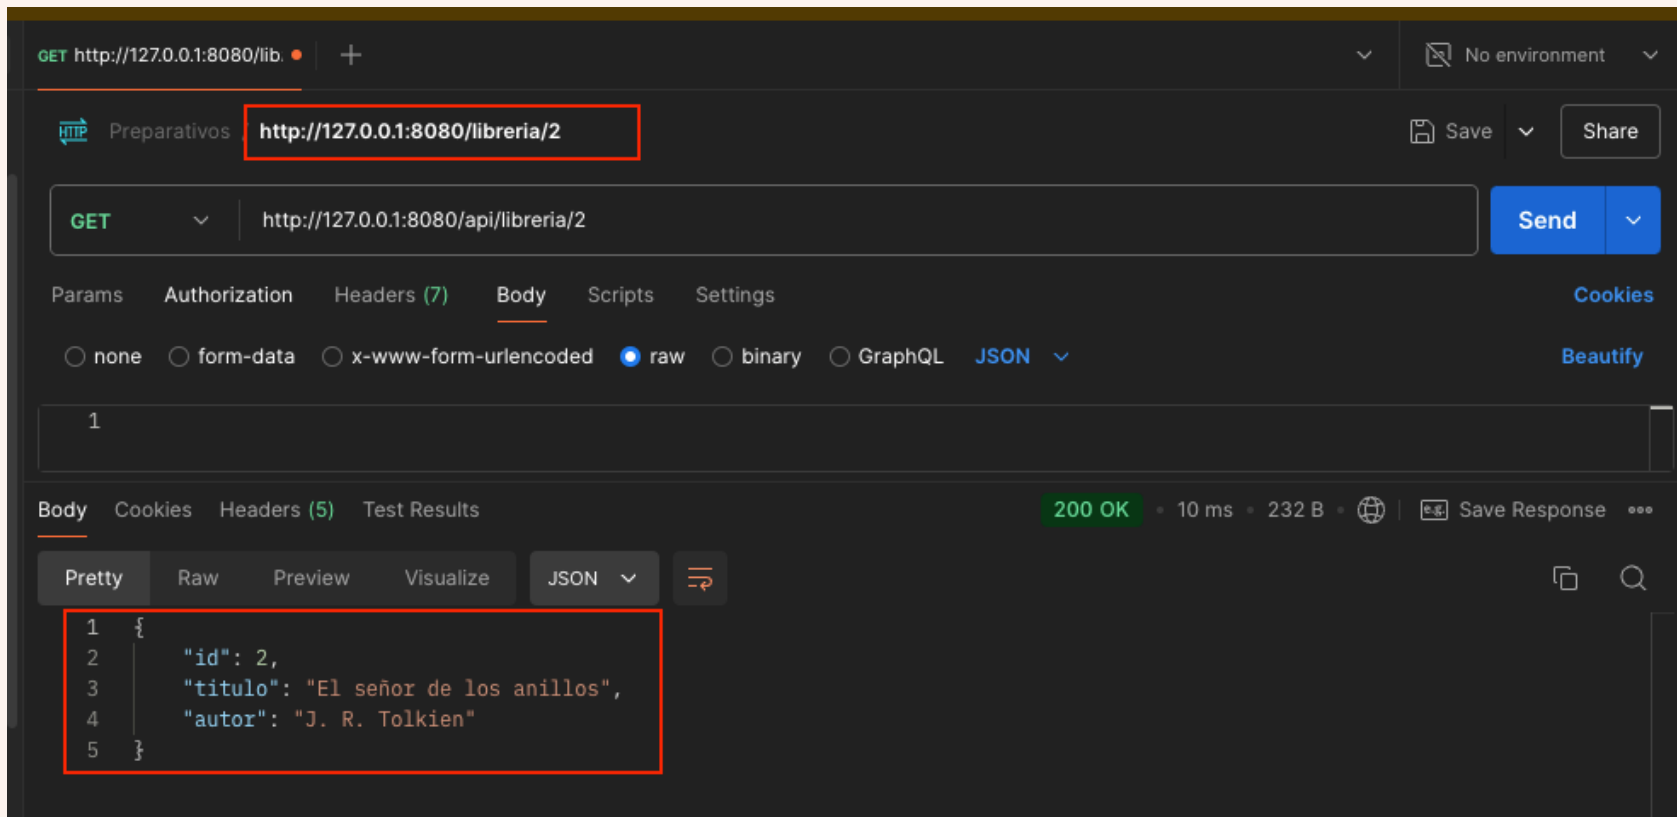 GET http://127.0.0.1:8080/lib. No environment
HTTP Preparativos / http://127.0.0.1:8080/libreria/2 Save Share
GET http://127.0.0.1:8080/api/libreria/2 Send
Params Authorization Headers (7) Body Scripts Settings Cookies
none form-data x-www-form-urlencoded raw binary GraphQL JSON Beautify
1
Body Cookies Headers (5) Test Results 200 OK • 10 ms • 232 B • e.g. Save Response
Pretty Raw Preview Visualize JSON
1 {
2 "id": 2,
3 "titulo": "El señor de los anillos",
4 "autor": "J. R. Tolkien"
5 }